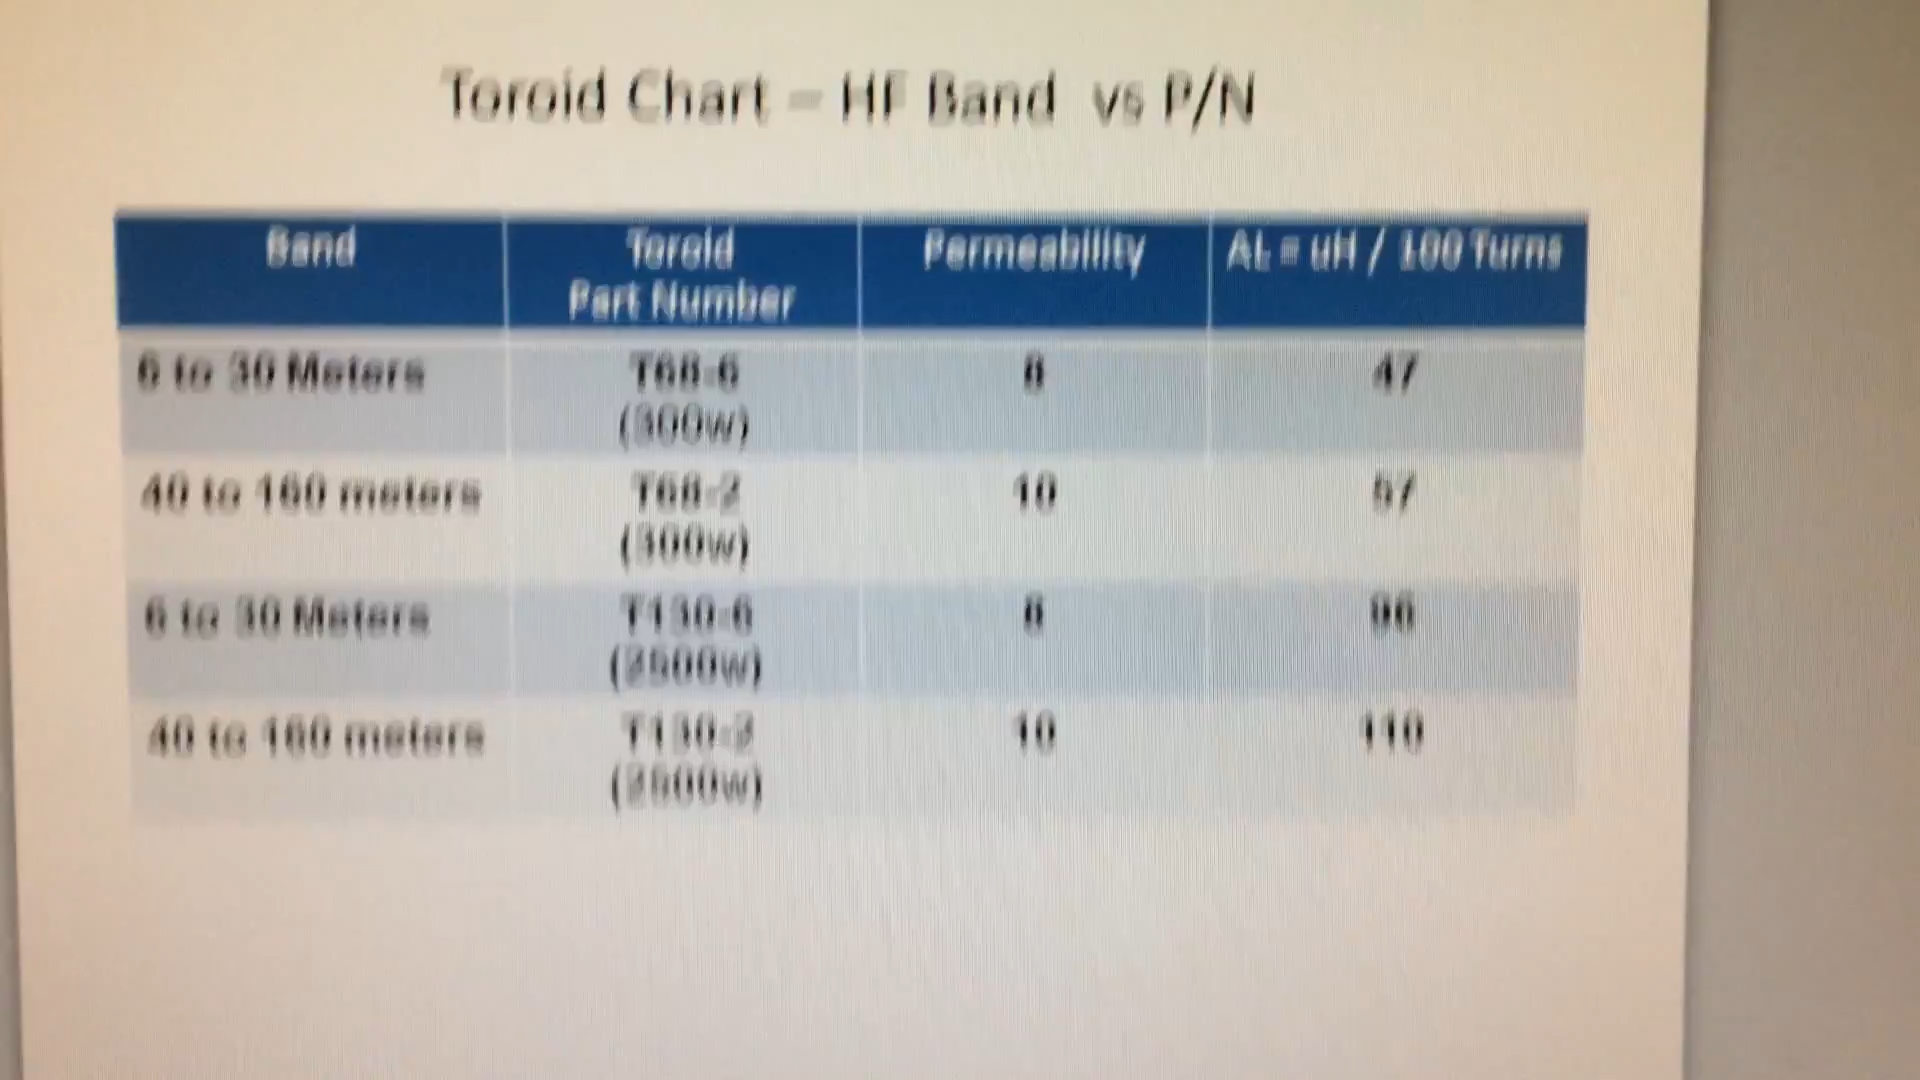 Toroid Chart – HF Band vs P/N
Band
Toroid
Part Number
Permeability
AL = uH / 100 Turns
6 to 30 Meters
T68-6
(300w)
8
47
40 to 160 meters
T68-2
(300w)
10
57
6 to 30 Meters
T130-6
(2500w)
8
96
40 to 160 meters
T130-2
(2500w)
10
110